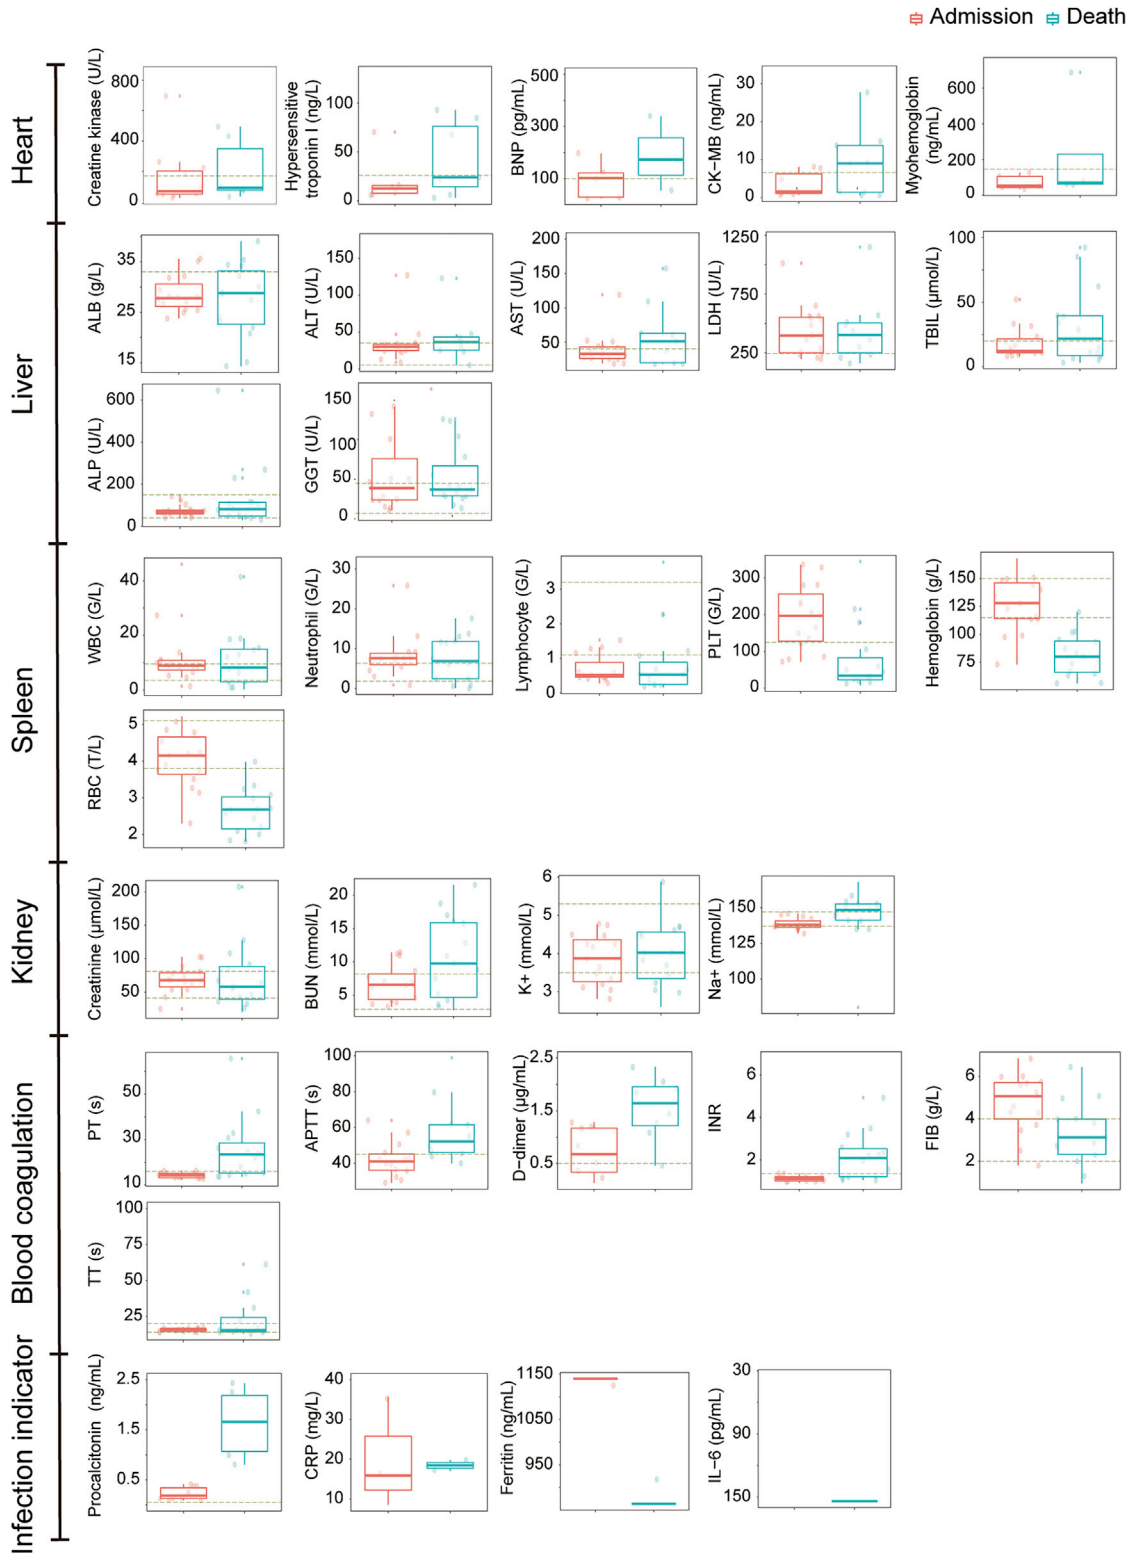 Admission Death
Heart
Creatine kinase (U/L)
800
400
0
Hypersensitive
troponin I (ng/L)
100
50
0
BNP (pg/mL)
500
300
100
CK-MB (ng/mL)
30
20
10
0
Myohemoglobin
(ng/mL)
600
400
200
0
Liver
ALB (g/L)
35
25
15
ALT (U/L)
150
100
50
0
AST (U/L)
200
150
100
50
LDH (U/L)
1250
750
250
TBIL (μmol/L)
100
50
0
ALP (U/L)
600
400
200
0
GGT (U/L)
150
100
50
0
Spleen
WBC (G/L)
40
20
0
Neutrophil (G/L)
30
20
10
0
Lymphocyte (G/L)
3
2
1
0
PLT (G/L)
300
200
100
0
Hemoglobin (g/L)
150
125
100
75
RBC (T/L)
5
4
3
2
Kidney
Creatinine (μmol/L)
200
150
100
50
BUN (mmol/L)
20
15
10
5
K+ (mmol/L)
6
5
4
3
Na+ (mmol/L)
150
125
100
Blood coagulation
PT (s)
50
30
10
APTT (s)
100
80
60
40
D-dimer (μg/mL)
2.5
1.5
0.5
INR
6
4
2
FIB (g/L)
6
4
2
TT (s)
100
75
50
25
Infection indicator
Procalcitonin (ng/mL)
2.5
1.5
0.5
CRP (mg/L)
40
30
20
10
Ferritin (ng/mL)
1150
1050
950
IL-6 (pg/mL)
30
90
150